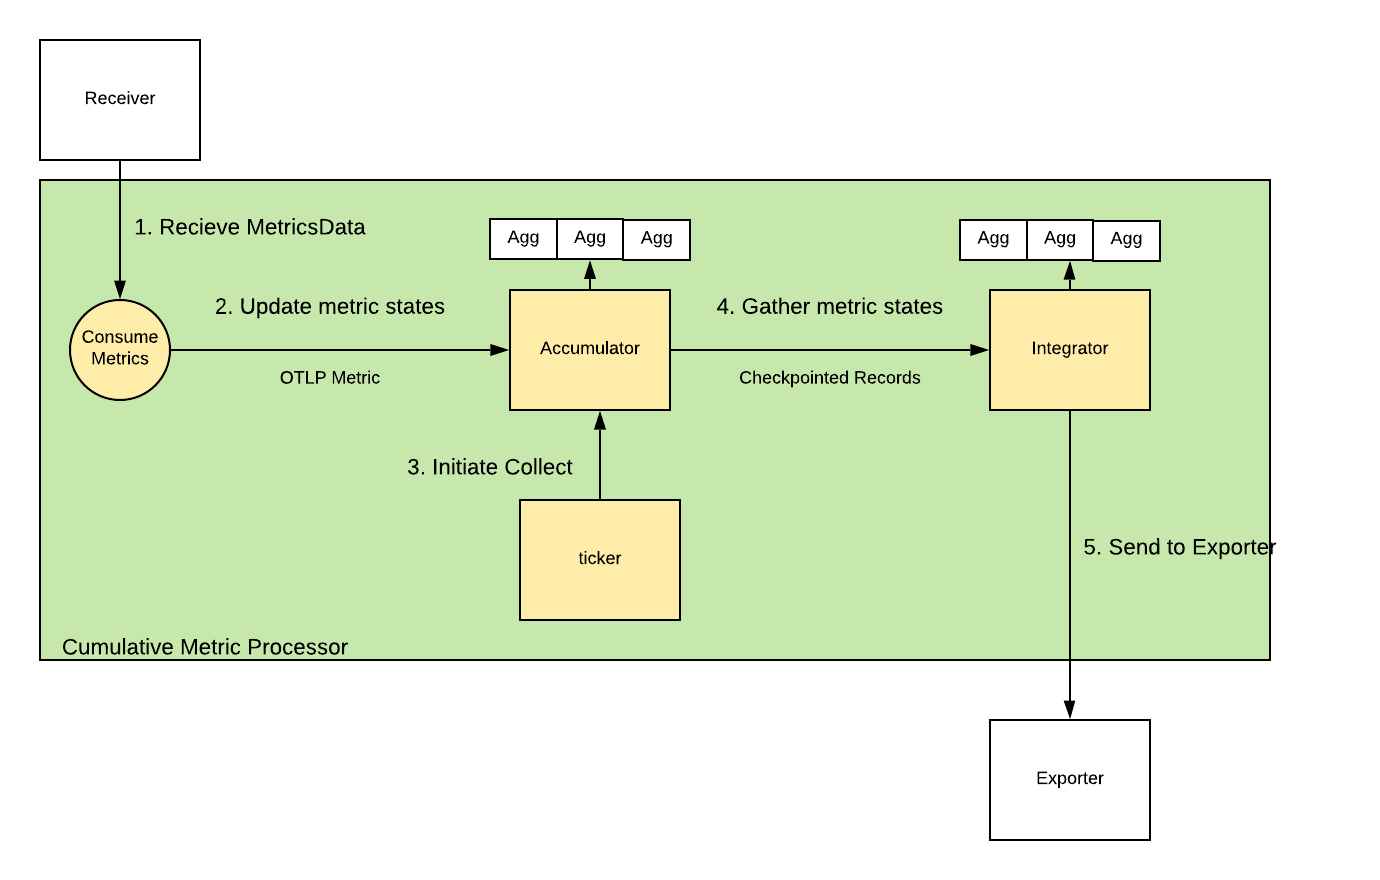 Receiver
1. Recieve MetricsData
Agg Agg Agg
Agg Agg Agg
2. Update metric states
4. Gather metric states
Consume
Metrics
Accumulator
Integrator
OTLP Metric
Checkpointed Records
3. Initiate Collect
ticker
5. Send to Exporter
Cumulative Metric Processor
Exporter